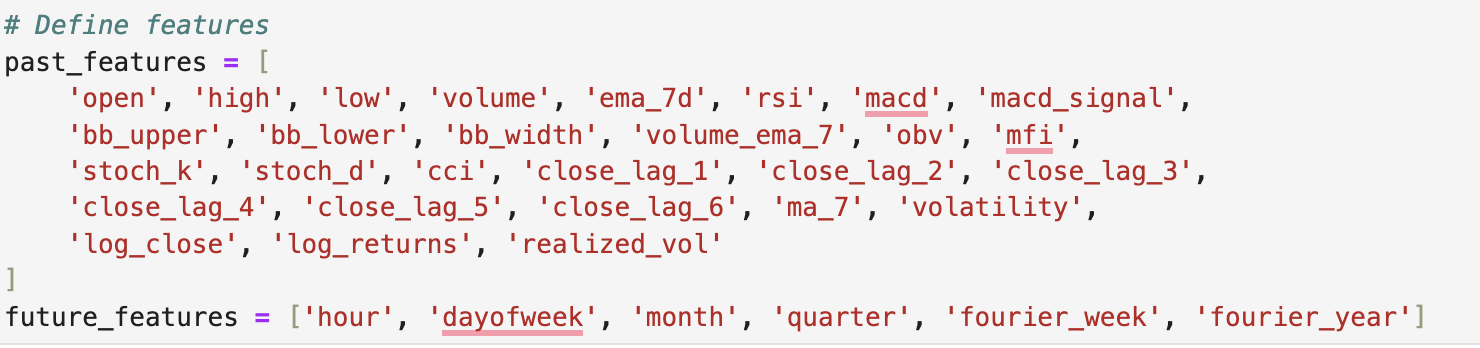 # Define features
past_features = [
    'open', 'high', 'low', 'volume', 'ema_7d', 'rsi', 'macd', 'macd_signal',
    'bb_upper', 'bb_lower', 'bb_width', 'volume_ema_7', 'obv', 'mfi',
    'stoch_k', 'stoch_d', 'cci', 'close_lag_1', 'close_lag_2', 'close_lag_3',
    'close_lag_4', 'close_lag_5', 'close_lag_6', 'ma_7', 'volatility',
    'log_close', 'log_returns', 'realized_vol'
]
future_features = ['hour', 'dayofweek', 'month', 'quarter', 'fourier_week', 'fourier_year']